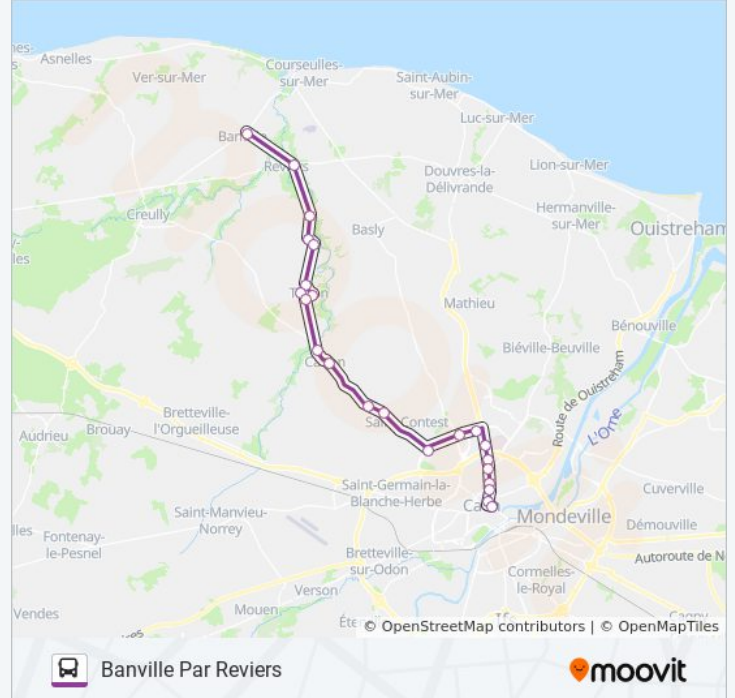 Asnelles
Courseulles-
sur-Mer
Ver-sur-Mer
Saint-Aubin-
sur-Mer
Luc-sur-Mer
Lion-sur-Mer
Douvres-la-
Délivrande
Creully
Hermanville-
sur-Mer
Basly
Ouistreham
les
Mathieu
Bénouville
Biéville-Beuville
Route de Ouistreham
L'Orne
Bretteville-
l'Orgueilleuse
Audrieu
Brouay
Saint-Germain-la-
Blanche-Herbe
Cuverville
Saint-Manvieu-
Norrey
Mondeville
Démouville
lles
Fontenay-
le-Pesnel
Bretteville-
sur-Odon
Autoroute de N
Cormelles-
le-Royal
Verson
Mouen
Vendes
© OpenStreetMap contributors | © OpenMapTiles
Banville Par Reviers
moovit